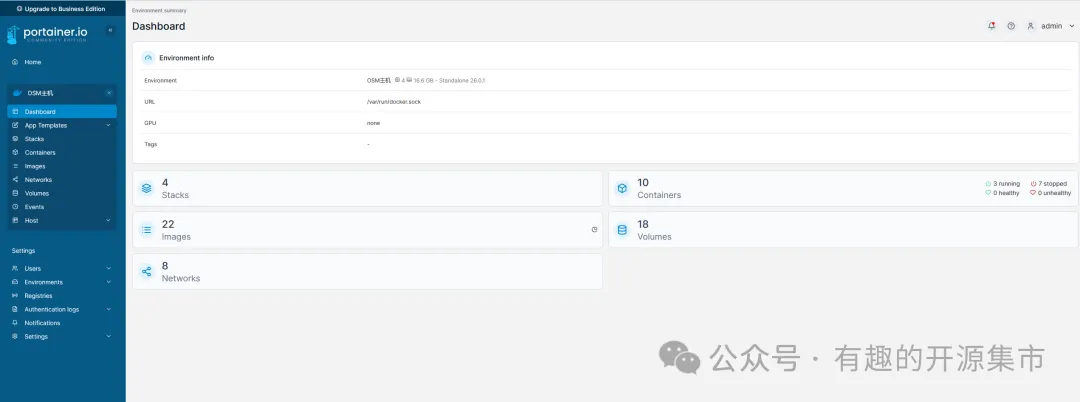 Upgrade to Business Edition
portainer.io
COMMUNITY EDITION
Home
OSM主机
Dashboard
App Templates
Stacks
Containers
Images
Networks
Volumes
Events
Host
Settings
Users
Environments
Registries
Authentication logs
Notifications
Settings
Environment summary
Dashboard
admin
Environment info
Environment OSM主机 4 16.6 GB - Standalone 26.0.1
URL /var/run/docker.sock
GPU none
Tags -
4
Stacks
10
Containers
3 running 7 stopped
0 healthy 0 unhealthy
22
Images
18
Volumes
8
Networks
公众号 · 有趣的开源集市